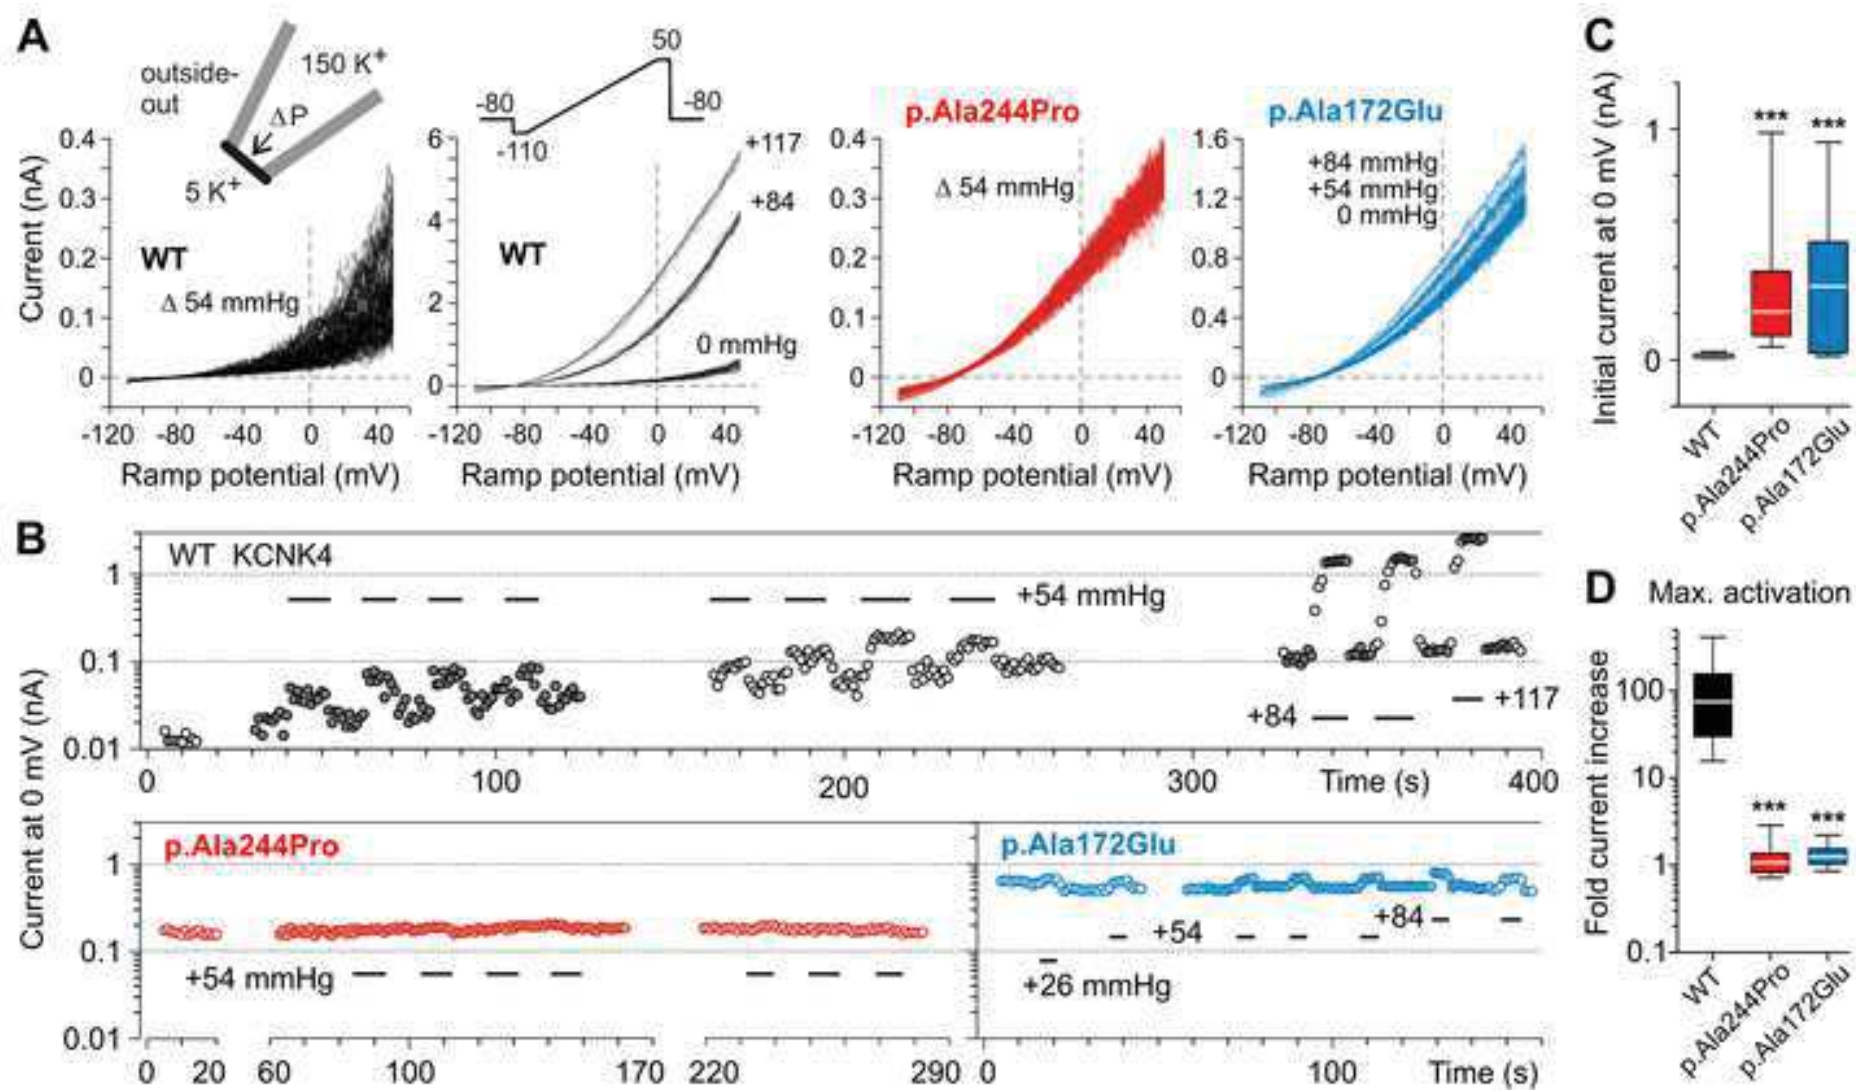 A
outside-
out
150 K+
ΔP
5 K+
WT
Δ 54 mmHg
Current (nA)
0.4
0.3
0.2
0.1
0
-120 -80 -40 0 40
Ramp potential (mV)
-80
-110
50
-80
WT
+117
+84
0 mmHg
6
4
2
0
-120 -80 -40 0 40
Ramp potential (mV)
p.Ala244Pro
Δ 54 mmHg
0.4
0.3
0.2
0.1
0
-120 -80 -40 0 40
Ramp potential (mV)
p.Ala172Glu
+84 mmHg
+54 mmHg
0 mmHg
1.6
1.2
0.8
0.4
0
-120 -80 -40 0 40
Ramp potential (mV)
B
Current at 0 mV (nA)
WT KCNK4
+54 mmHg
+84
+117
1
0.1
0.01
0 100 200 300 Time (s) 400
p.Ala244Pro
+54 mmHg
1
0.1
0.01
0 20 60 100 170 220 290
p.Ala172Glu
+54
+84
+26 mmHg
0 100 Time (s)
C
Initial current at 0 mV (nA)
1
0
***
***
WT
p.Ala244Pro
p.Ala172Glu
D
Max. activation
Fold current increase
100
10
1
0.1
***
***
WT
p.Ala244Pro
p.Ala172Glu